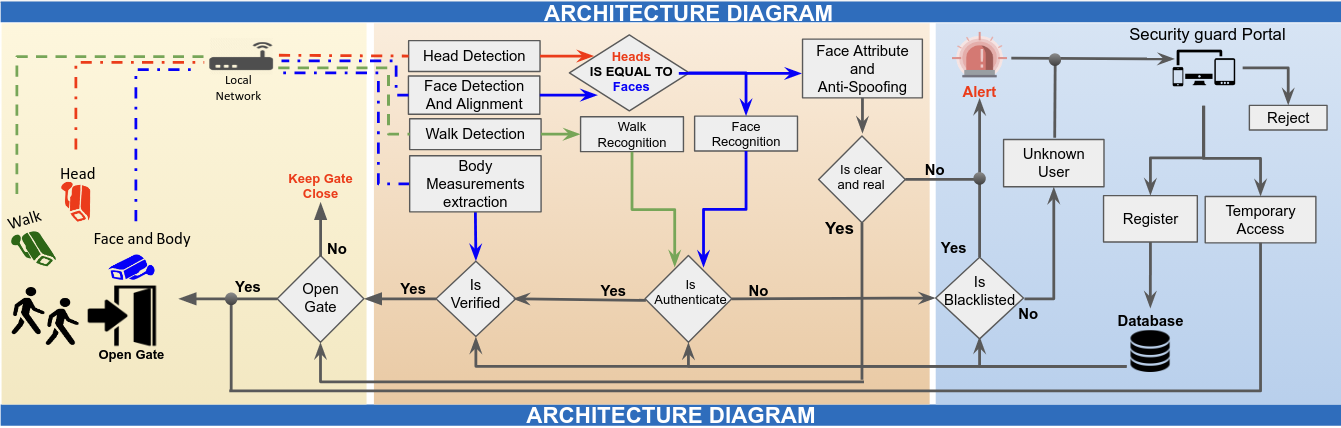 ARCHITECTURE DIAGRAM
Local
Network
Head
Walk
Face and Body
Open Gate
Keep Gate
Close
No
Yes
Open
Gate
Head Detection
Face Detection
And Alignment
Walk Detection
Body
Measurements
extraction
Heads
IS EQUAL TO
Faces
Walk
Recognition
Face
Recognition
Face Attribute
and
Anti-Spoofing
Is clear
and real
No
Yes
Yes
Is
Verified
Yes
Is
Authenticate
No
Alert
Security guard Portal
Reject
Unknown
User
Register
Temporary
Access
Yes
Is
Blacklisted
No
Database
ARCHITECTURE DIAGRAM